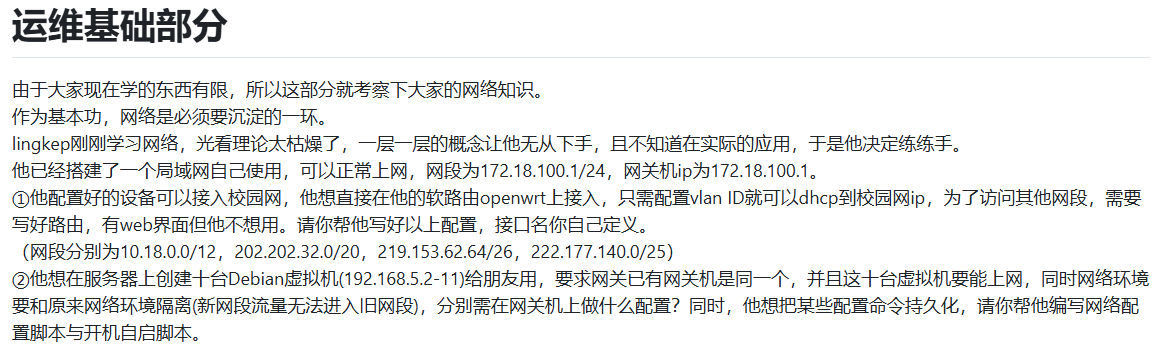 运维基础部分
由于大家现在学的东西有限，所以这部分就考察下大家的网络知识。
作为基本功，网络是必须要沉淀的一环。
lingkep刚刚学习网络，光看理论太枯燥了，一层一层的概念让他无从下手，且不知道在实际的应用，于是他决定练练手。
他已经搭建了一个局域网自己使用，可以正常上网，网段为172.18.100.1/24，网关机ip为172.18.100.1。
①他配置好的设备可以接入校园网，他想直接在他的软路由openwrt上接入，只需配置vlan ID就可以dhcp到校园网ip，为了访问其他网段，需要
写好路由，有web界面但他不想用。请你帮他写好以上配置，接口名你自己定义。
（网段分别为10.18.0.0/12，202.202.32.0/20，219.153.62.64/26，222.177.140.0/25）
②他想在服务器上创建十台Debian虚拟机(192.168.5.2-11)给朋友用，要求网关已有网关机是同一个，并且这十台虚拟机要能上网，同时网络环境
要和原来网络环境隔离(新网段流量无法进入旧网段)，分别需在网关机上做什么配置？同时，他想把某些配置命令持久化，请你帮他编写网络配
置脚本与开机自启脚本。